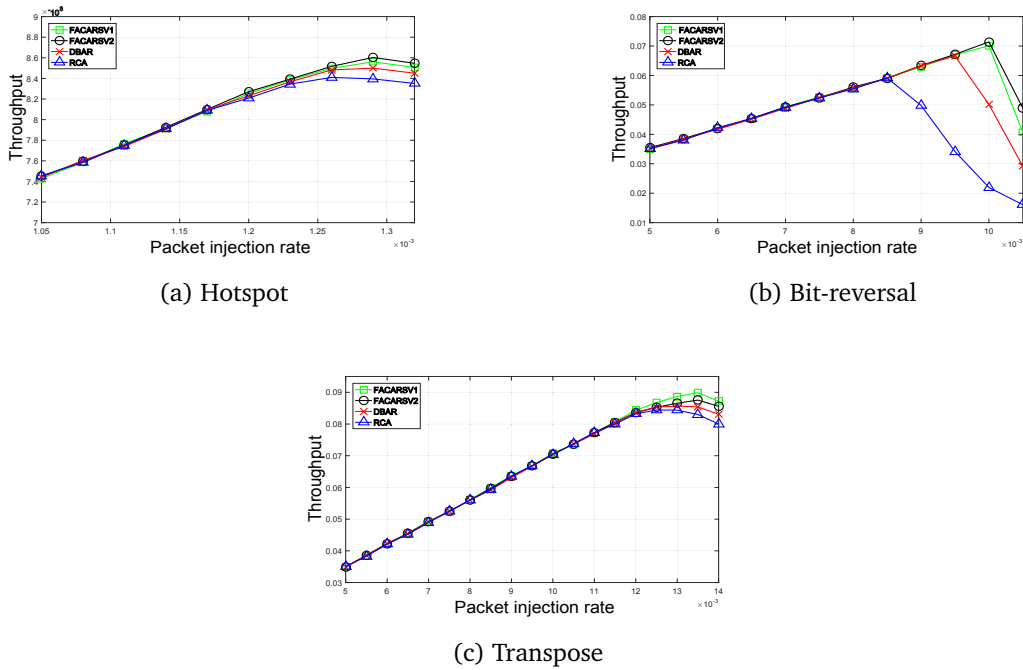 9 ×10⁸
8.8
8.6
8.4
8.2
8
7.8
7.6
7.4
7.2
7
Throughput
FACARSV1
FACARSV2
DBAR
RCA
1.05 1.1 1.15 1.2 1.25 1.3
×10⁻³
Packet injection rate
(a) Hotspot
0.08
0.07
0.06
0.05
0.04
0.03
0.02
0.01
Throughput
FACARSV1
FACARSV2
DBAR
RCA
5 6 7 8 9 10
×10⁻³
Packet injection rate
(b) Bit-reversal
0.09
0.08
0.07
0.06
0.05
0.04
0.03
Throughput
FACARSV1
FACARSV2
DBAR
RCA
5 6 7 8 9 10 11 12 13 14
×10⁻³
Packet injection rate
(c) Transpose